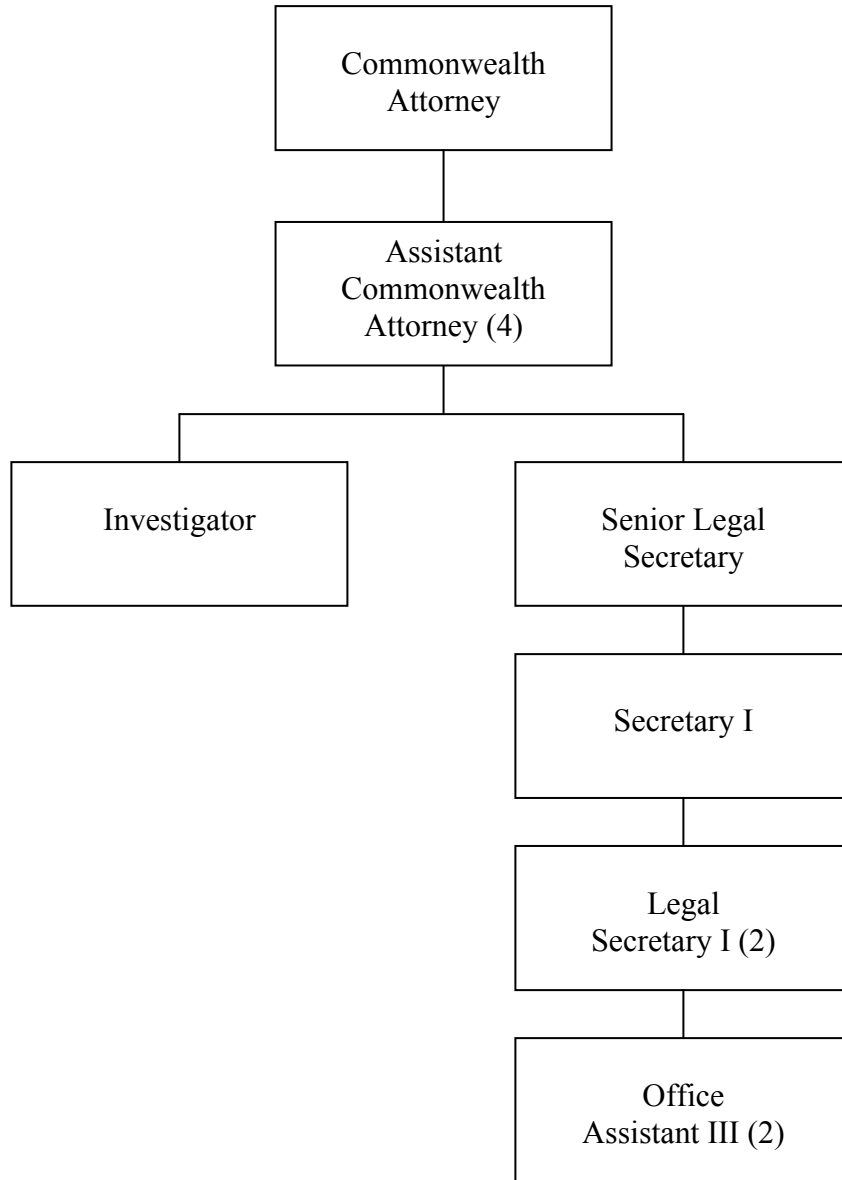 Commonwealth
Attorney
Assistant
Commonwealth
Attorney (4)
Investigator
Senior Legal
Secretary
Secretary I
Legal
Secretary I (2)
Office
Assistant III (2)